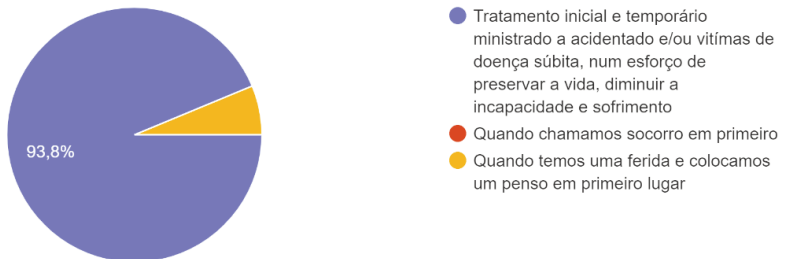 93,8%
Tratamento inicial e temporário
ministrado a acidentado e/ou vitímas de
doença súbita, num esforço de
preservar a vida, diminuir a
incapacidade e sofrimento
Quando chamamos socorro em primeiro
Quando temos uma ferida e colocamos
um penso em primeiro lugar